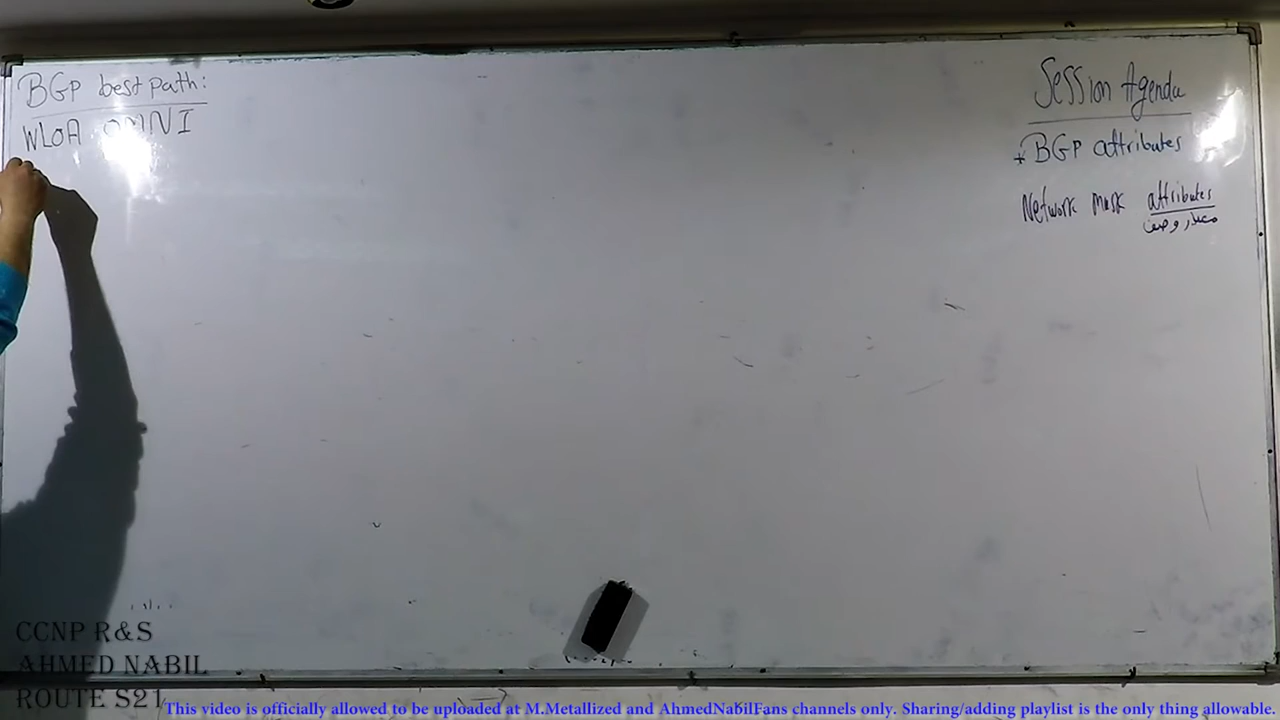 BGP best path:
WLOA OMNI
Session Agenda
* BGP attributes
Network mask attributes
CCNP R&S
AHMED NABIL
ROUTE S21
This video is officially allowed to be uploaded at M.Metallized and AhmedNabilFans channels only. Sharing/adding playlist is the only thing allowable.